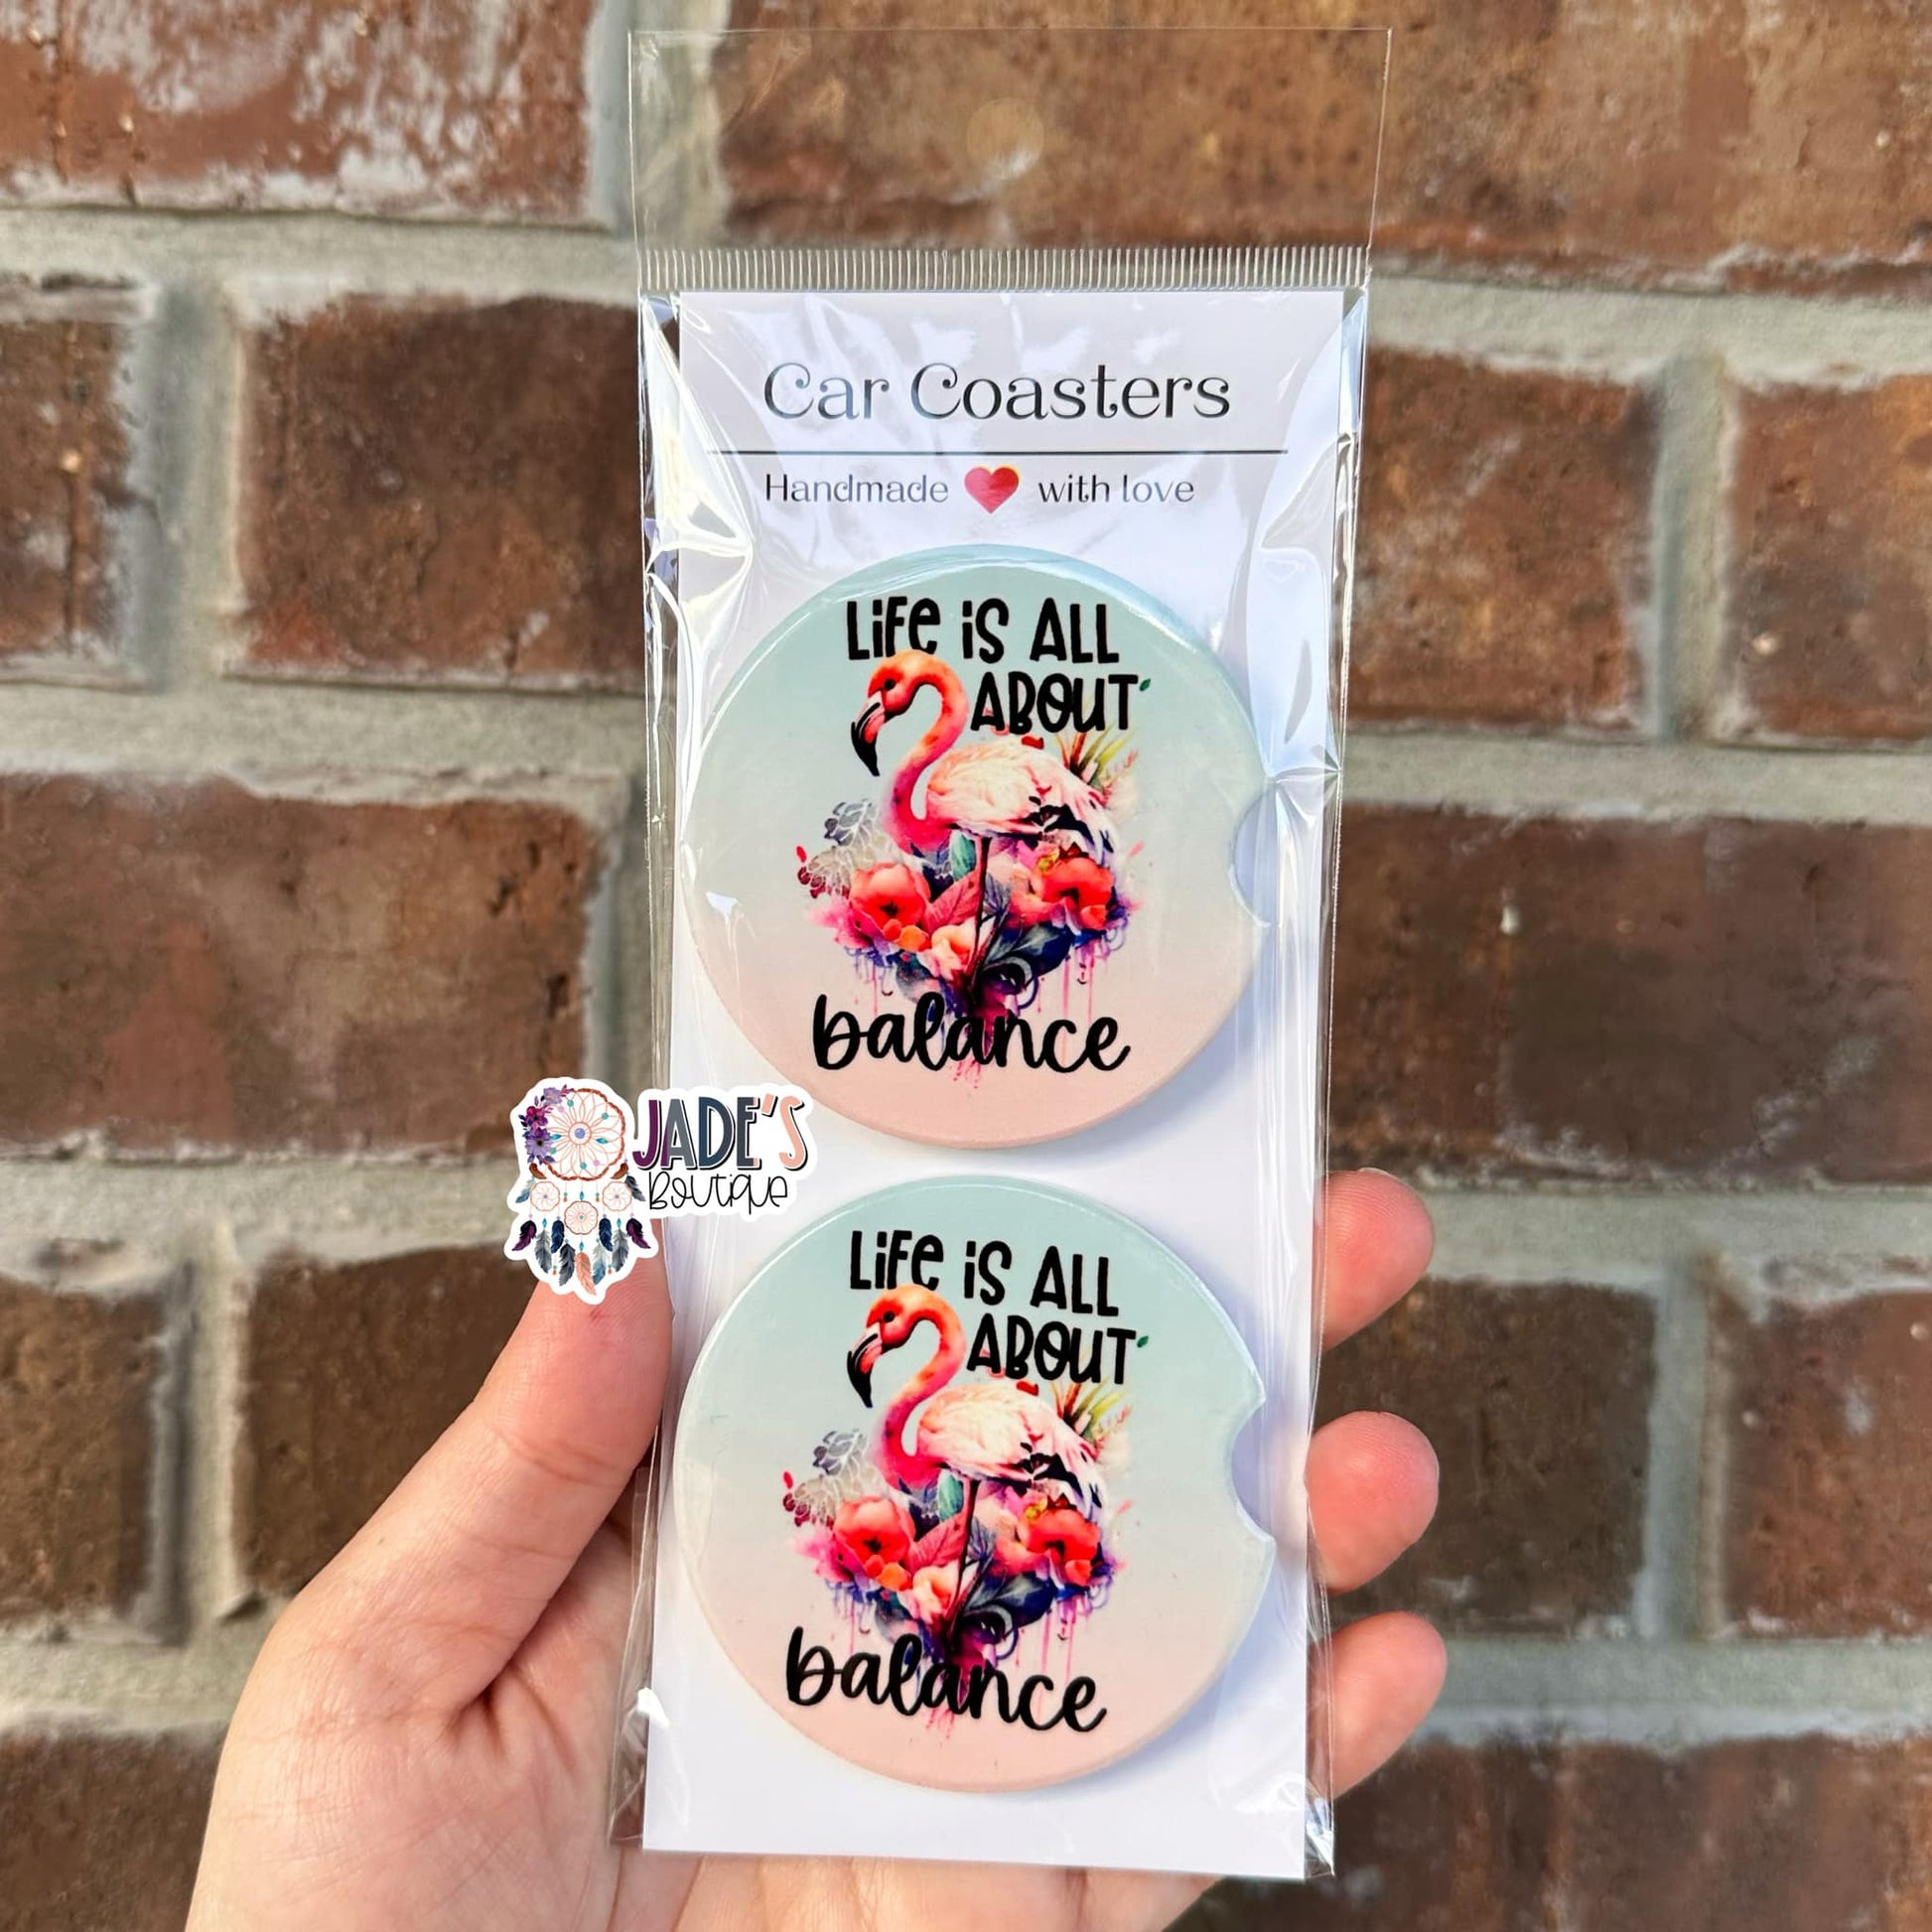 Car Coasters
Handmade with love
LiFe iS ALL
ABOUT
balance
JADE'S
Boutique
LiFe iS ALL
ABOUT
balance